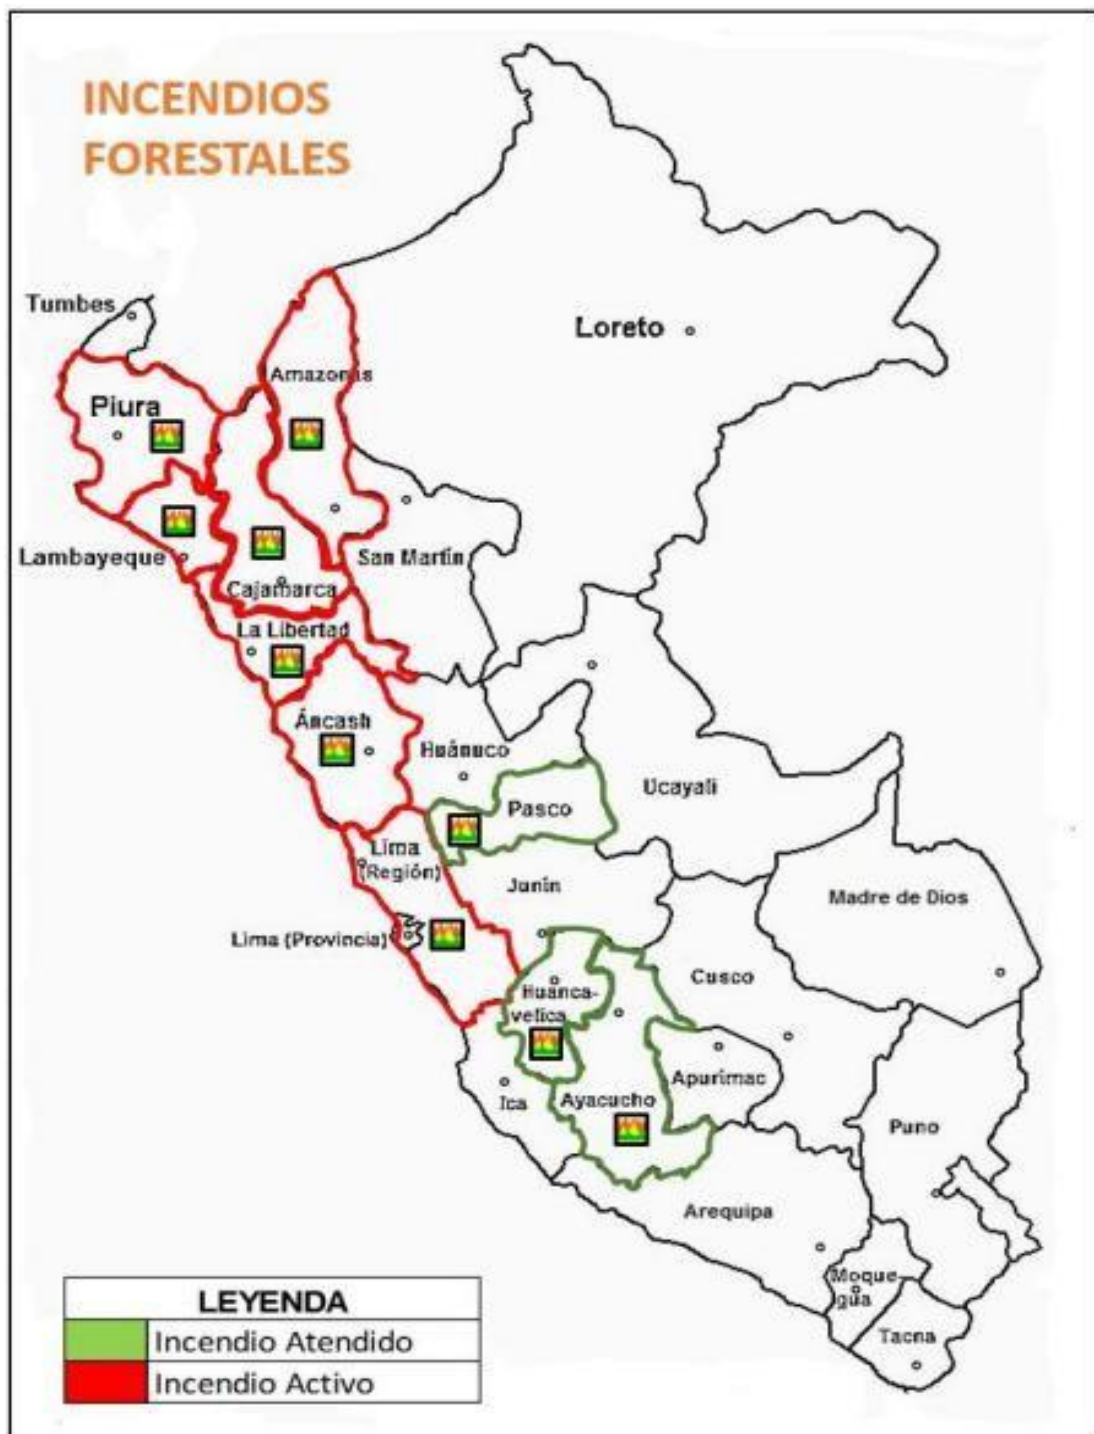 INCENDIOS
FORESTALES
Tumbes
Loreto
Amazonas
Piura
Lambayeque
San Martín
Cajamarca
La Libertad
Áncash
Huánuco
Ucayali
Pasco
Lima
(Región)
Junín
Madre de Dios
Lima (Provincia)
Cusco
Huanca-
velica
Apurímac
Ica
Ayacucho
Puno
Arequipa
Moque-
gua
Tacna
LEYENDA
Incendio Atendido
Incendio Activo